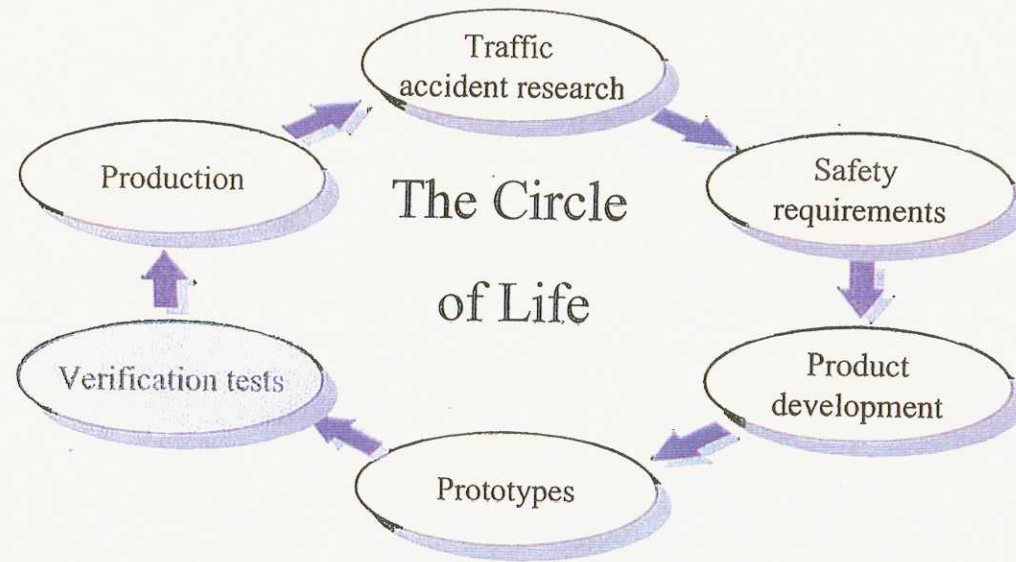 Traffic
accident research
Safety
requirements
Product
development
Prototypes
Verification tests
Production
The Circle
of Life